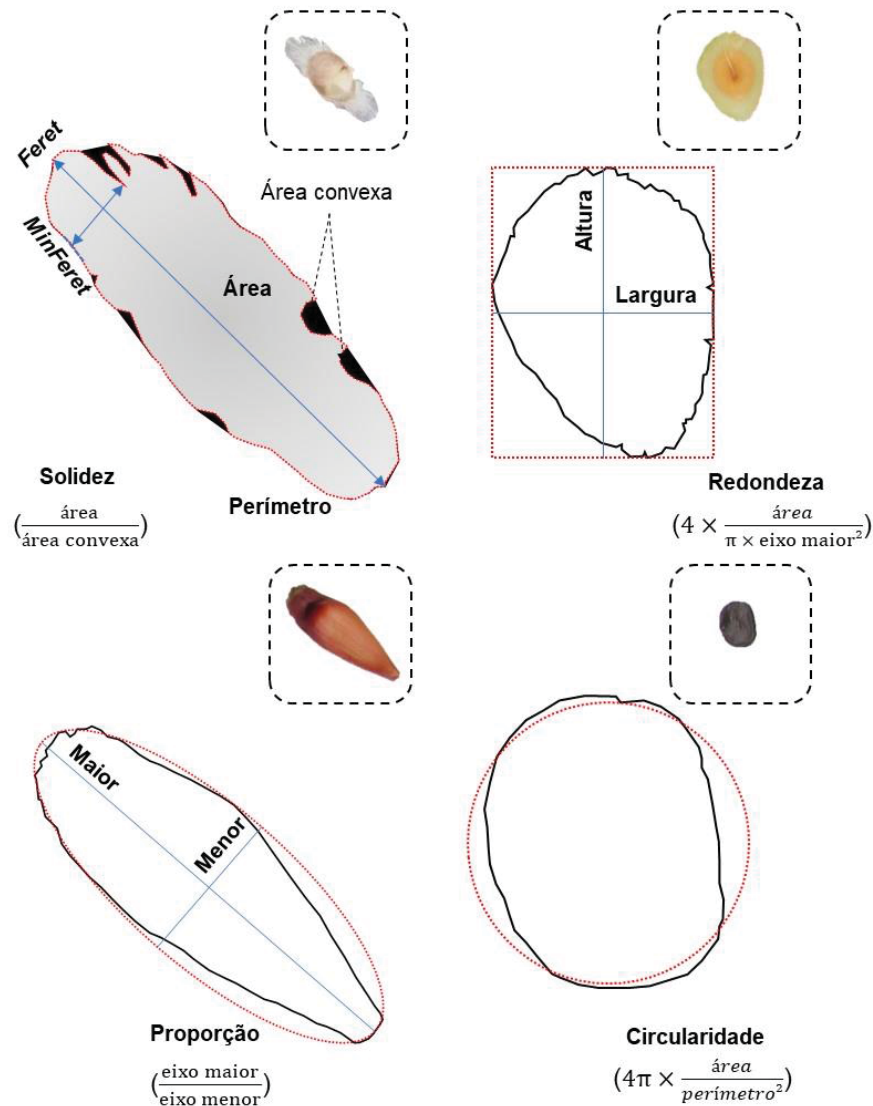 Feret
MinFeret
Área convexa
Área
Solidez
(área / área convexa)
Perímetro
Altura
Largura
Redondeza
(4 × área / π × eixo maior²)
Maior
Menor
Proporção
(eixo maior / eixo menor)
Circularidade
(4π × área / perímetro²)